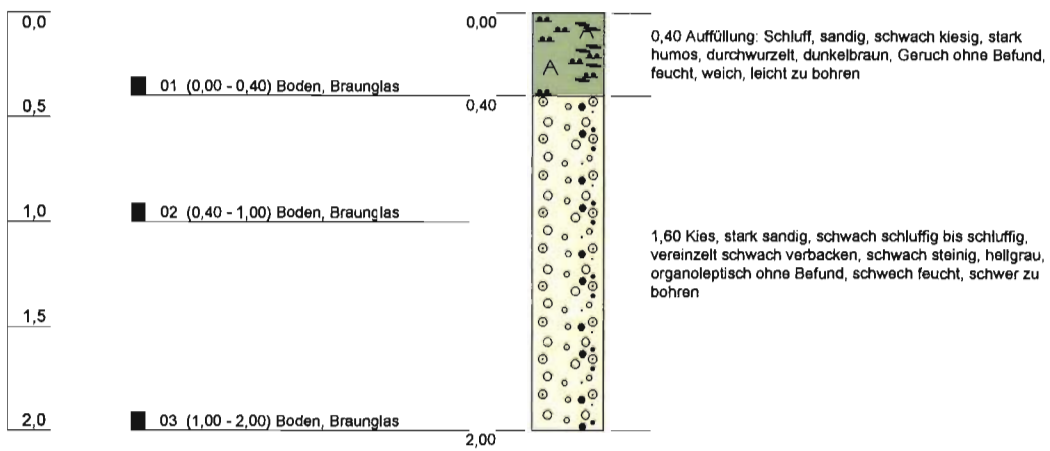 0,0
0,00
0,40 Auffüllung: Schluff, sandig, schwach kiesig, stark
humos, durchwurzelt, dunkelbraun, Geruch ohne Befund,
feucht, weich, leicht zu bohren
01 (0,00 - 0,40) Boden, Braunglas
0,5
0,40
1,0
02 (0,40 - 1,00) Boden, Braunglas
1,60 Kies, stark sandig, schwach schluffig bis schluffig,
vereinzelt schwach verbacken, schwach steinig, hellgrau,
organoleptisch ohne Befund, schwech feucht, schwer zu
bohren
1,5
2,0
03 (1,00 - 2,00) Boden, Braunglas
2,00